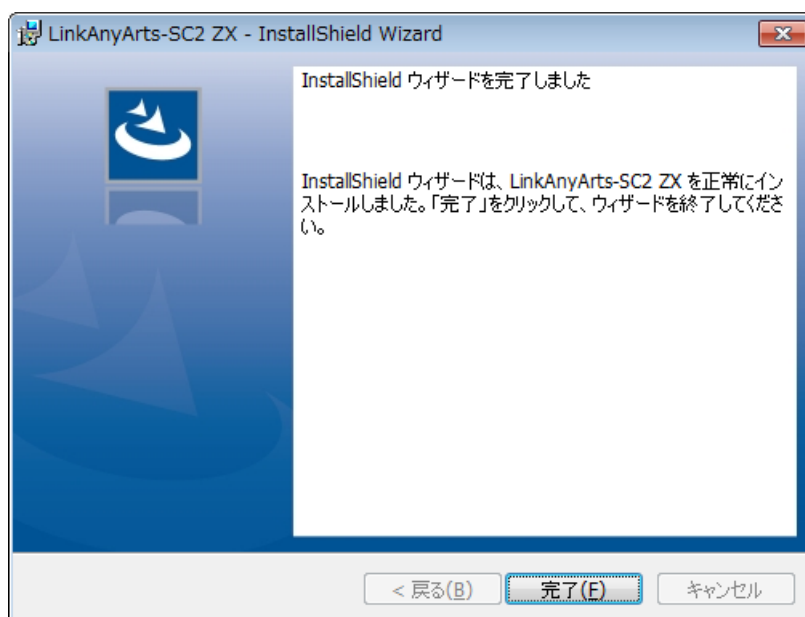 LinkAnyArts-SC2 ZX - InstallShield Wizard
InstallShield ウィザードを完了しました
InstallShield ウィザードは、LinkAnyArts-SC2 ZX を正常にイン
ストールしました。「完了」をクリックして、ウィザードを終了してくださ
い。
< 戻る(B)
完了(F)
キャンセル